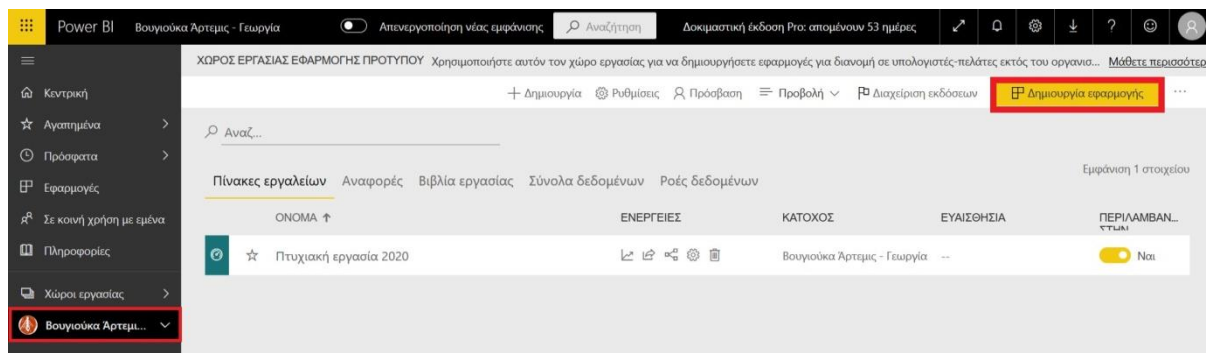 Power BI Βουγιούκα Άρτεμις - Γεωργία Απενεργοποίηση νέας εμφάνισης Αναζήτηση Δοκιμαστική έκδοση Pro: απομένουν 53 ημέρες
ΧΩΡΟΣ ΕΡΓΑΣΙΑΣ ΕΦΑΡΜΟΓΗΣ ΠΡΟΤΥΠΟΥ Χρησιμοποιήστε αυτόν τον χώρο εργασίας για να δημιουργήσετε εφαρμογές για διανομή σε υπολογιστές-πελάτες εκτός του οργανισ... Μάθετε περισσότερ
Κεντρική
Αγαπημένα
Πρόσφατα
Εφαρμογές
Σε κοινή χρήση με εμένα
Πληροφορίες
Χώροι εργασίας
Βουγιούκα Άρτεμι...
Δημιουργία Ρυθμίσεις Πρόσβαση Προβολή Διαχείριση εκδόσεων Δημιουργία εφαρμογής ...
Αναζ...
Εμφάνιση 1 στοιχείου
Πίνακες εργαλείων Αναφορές Βιβλία εργασίας Σύνολα δεδομένων Ροές δεδομένων
ΟΝΟΜΑ ΕΝΕΡΓΕΙΕΣ ΚΑΤΟΧΟΣ ΕΥΑΙΣΘΗΣΙΑ ΠΕΡΙΛΑΜΒΑΝ...
Πτυχιακή εργασία 2020 Βουγιούκα Άρτεμις - Γεωργία -- Ναι